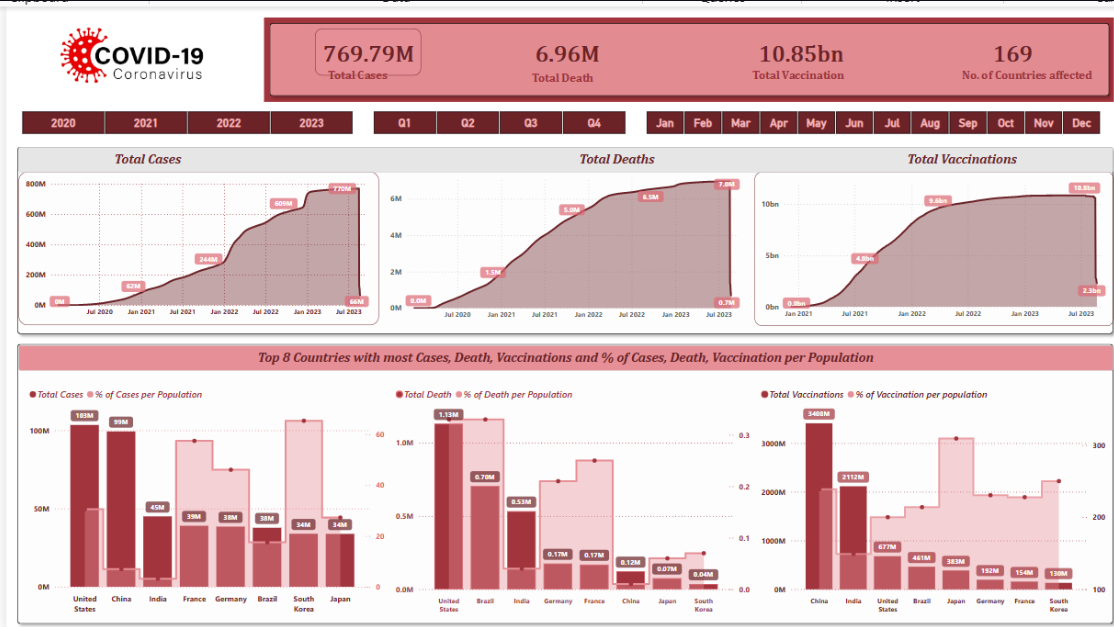 COVID-19
Coronavirus
769.79M 6.96M 10.85bn 169
Total Cases Total Death Total Vaccination No. of Countries affected
2020 2021 2022 2023 Q1 Q2 Q3 Q4 Jan Feb Mar Apr May Jun Jul Aug Sep Oct Nov Dec
Total Cases
800M
600M
400M
200M
0M
0M 62M 244M 609M 770M 66M
Jul 2020 Jan 2021 Jul 2021 Jan 2022 Jul 2022 Jan 2023 Jul 2023
Total Deaths
6M
4M
2M
0M
0.0M 1.5M 5.0M 6.5M 7.0M 0.7M
Jul 2020 Jan 2021 Jul 2021 Jan 2022 Jul 2022 Jan 2023 Jul 2023
Total Vaccinations
10bn
5bn
0bn
0.0bn 4.0bn 9.6bn 10.8bn 2.3bn
Jan 2021 Jul 2021 Jan 2022 Jul 2022 Jan 2023 Jul 2023
Top 8 Countries with most Cases, Death, Vaccinations and % of Cases, Death, Vaccination per Population
Total Cases % of Cases per Population
100M
50M
0M
103M 99M 45M 39M 38M 38M 34M 34M
60
40
20
0
United States China India France Germany Brazil South Korea Japan
Total Death % of Death per Population
1.0M
0.5M
0.0M
1.13M 0.70M 0.53M 0.17M 0.17M 0.12M 0.07M 0.04M
0.3
0.2
0.1
0.0
United States Brazil India Germany France China Japan South Korea
Total Vaccinations % of Vaccination per population
3000M
2000M
1000M
0M
3408M 2112M 677M 461M 383M 192M 154M 130M
300
200
100
China India United States Brazil Japan Germany France South Korea